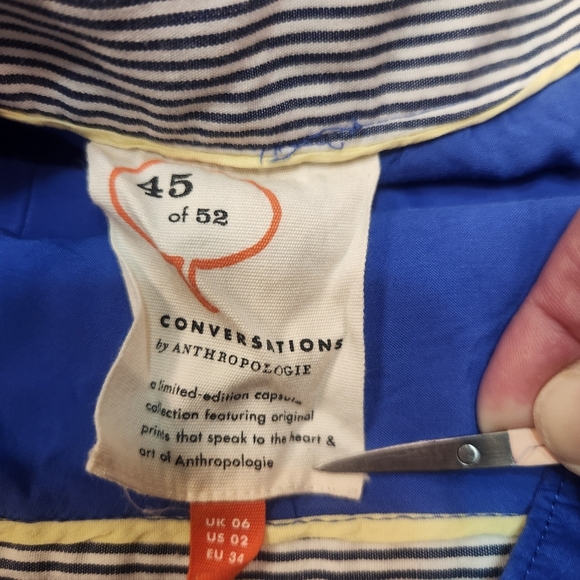 45
of 52
CONVERSATIONS
by ANTHROPOLOGIE
a limited-edition capsule
collection featuring original
prints that speak to the heart &
art of Anthropologie
UK 06
US 02
EU 34